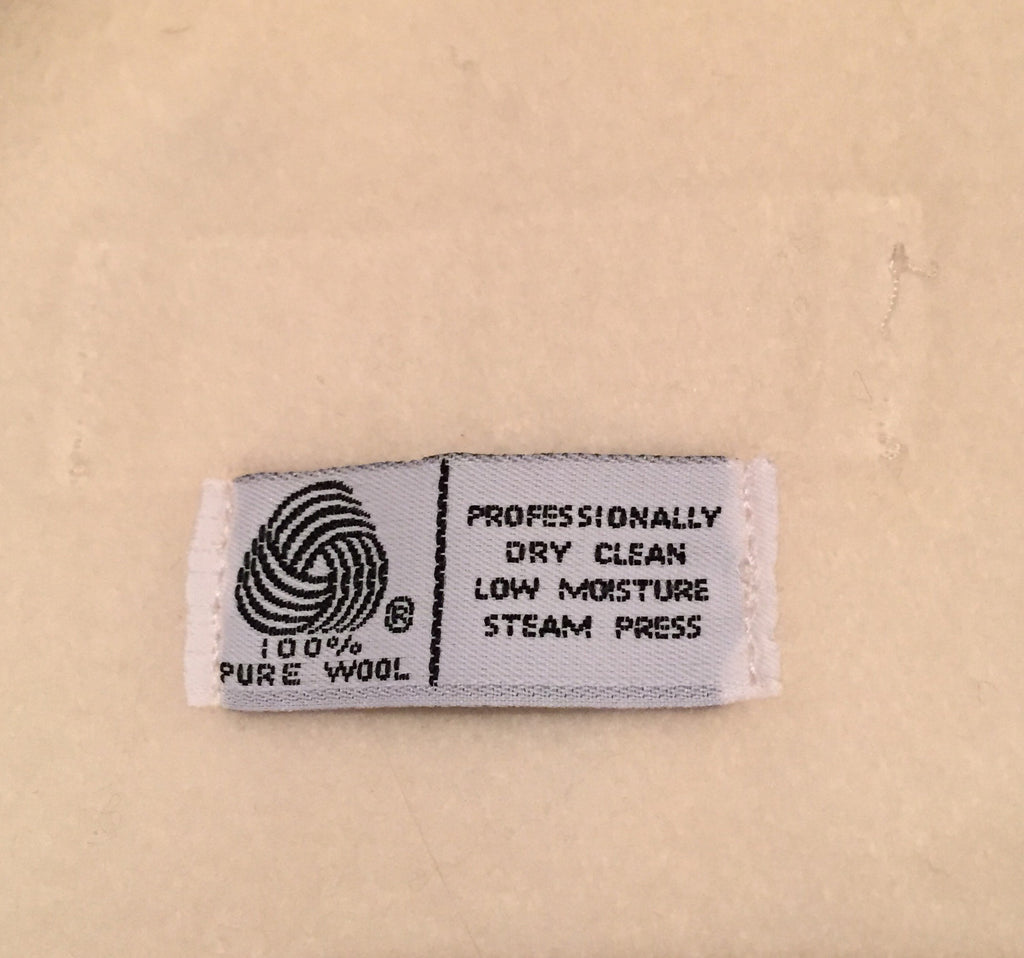 ®
100%
PURE WOOL
PROFESSIONALLY
DRY CLEAN
LOW MOISTURE
STEAM PRESS